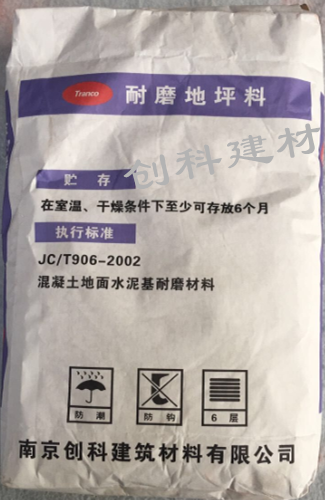 Tranco
耐磨地坪料
创科建材
贮存
在室温、干燥条件下至少可存放6个月
执行标准
JC/T906-2002
混凝土地面水泥基耐磨材料
防潮 防钩 6层
南京创科建筑材料有限公司